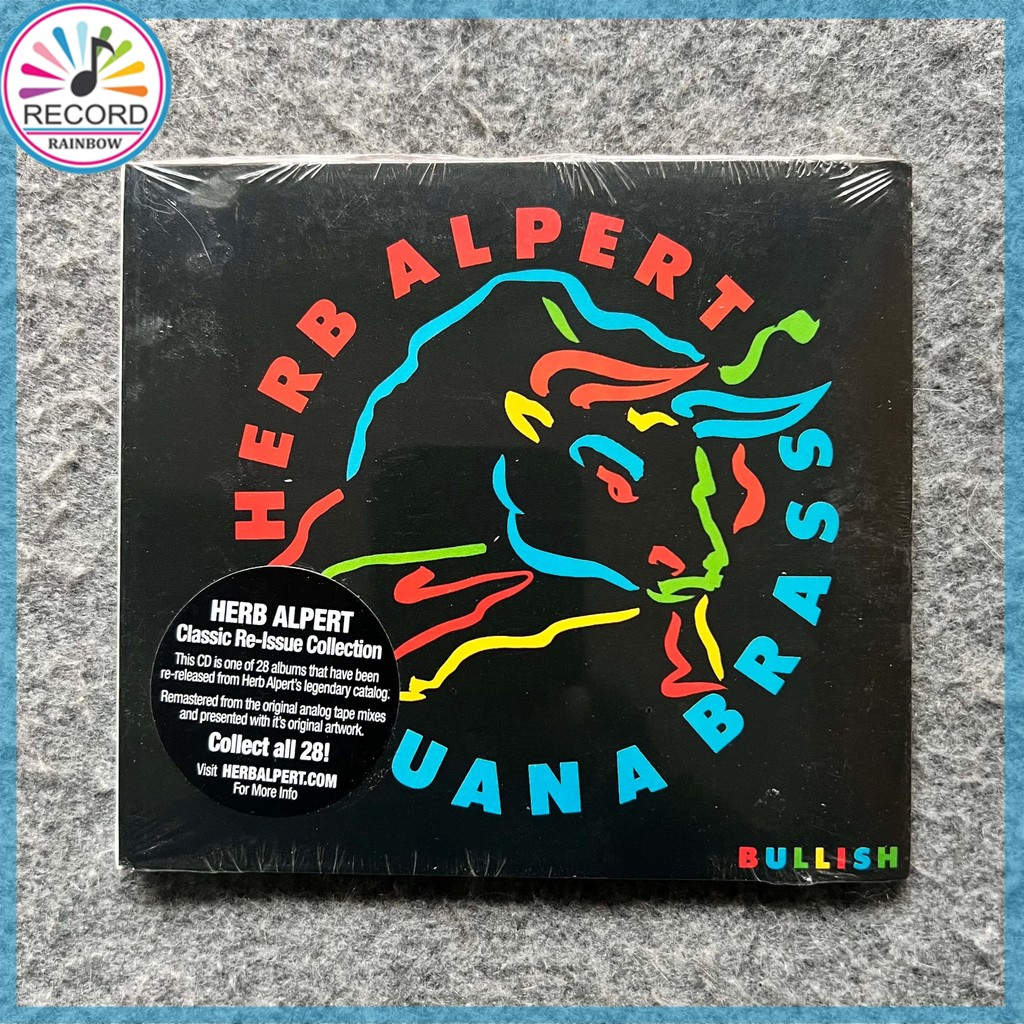 RECORD
RAINBOW
HERB ALPERT
UANA BRASS
HERB ALPERT
Classic Re-Issue Collection
This CD is one of 28 albums that have been
re-released from Herb Alpert's legendary catalog.
Remastered from the original analog tape mixes
and presented with it's original artwork.
Collect all 28!
Visit HERBALPERT.COM
For More Info
BULLISH